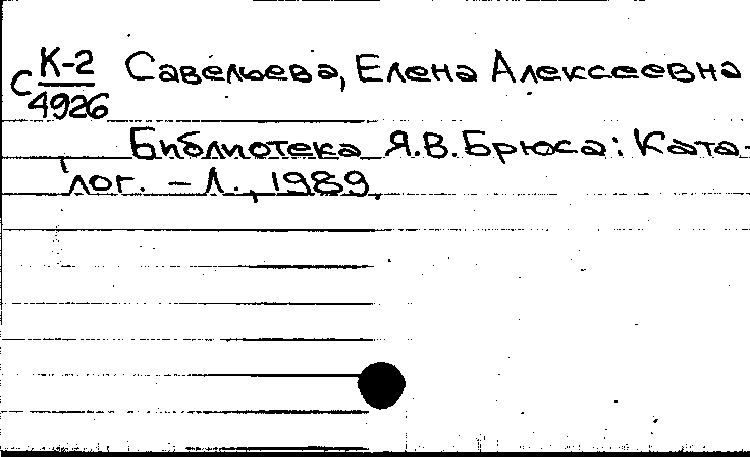 С К-2/4926 Савельева, Елена Алексеевна
Библиотека Я.В.Брюса: Ката-
лог. – Л., 1989.